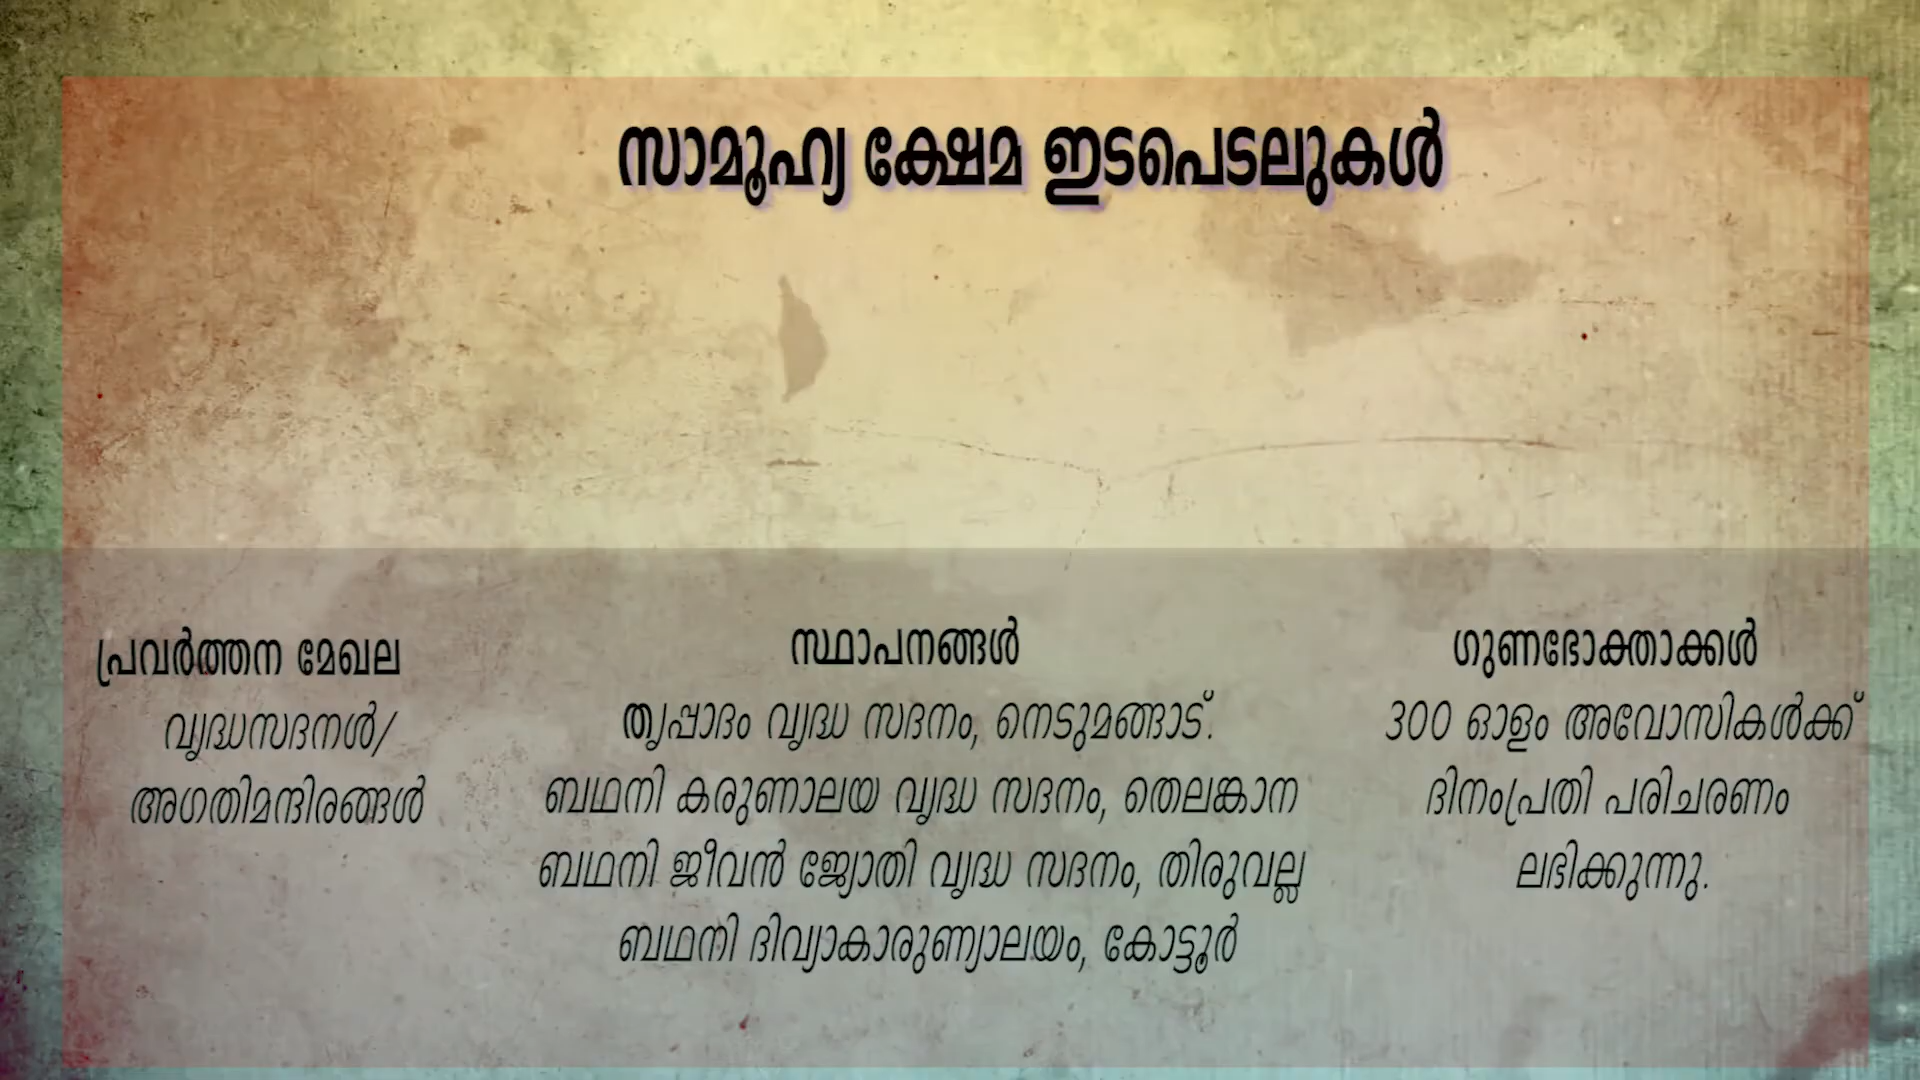 സാമൂഹ്യ ക്ഷേമ ഇടപെടലുകൾ
പ്രവർത്തന മേഖല
വൃദ്ധസദനൾ/
അഗതിമന്ദിരങ്ങൾ
സ്ഥാപനങ്ങൾ
തൃപ്പാദം വൃദ്ധ സദനം, നെടുമങ്ങാട്.
ബഥനി കരുണാലയ വൃദ്ധ സദനം, തെലങ്കാന
ബഥനി ജീവൻ ജ്യോതി വൃദ്ധ സദനം, തിരുവല്ല
ബഥനി ദിവ്യാകാരുണ്യാലയം, കോട്ടൂർ
ഗുണഭോക്താക്കൾ
300 ഓളം അവോസികൾക്ക്
ദിനംപ്രതി പരിചരണം
ലഭിക്കുന്നു.